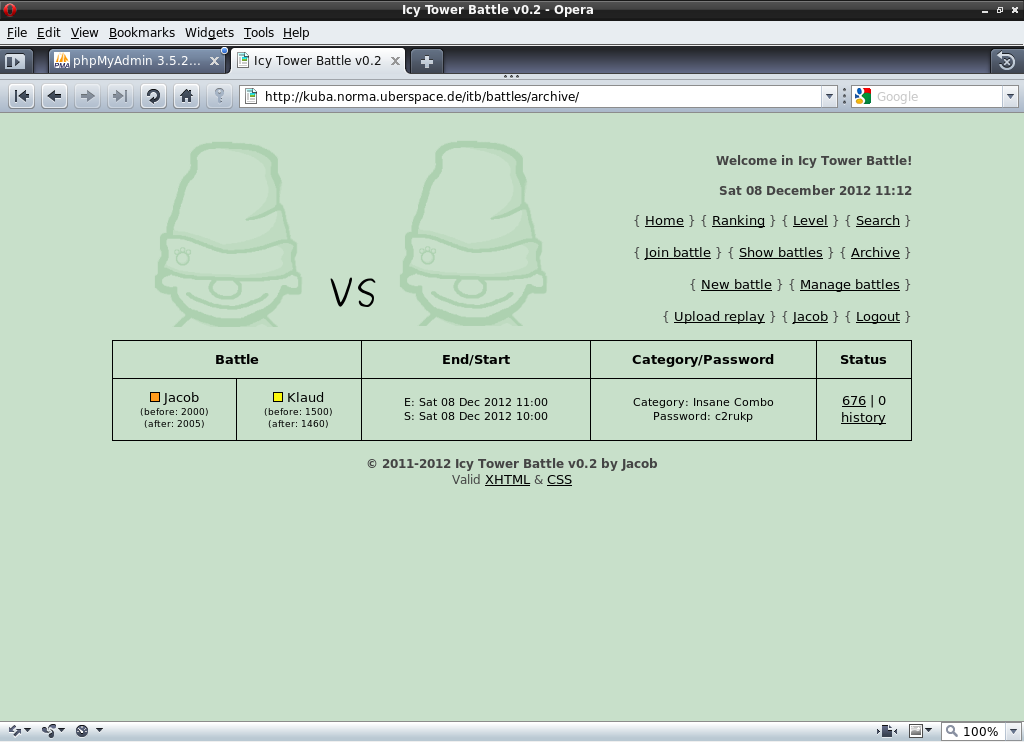 Icy Tower Battle v0.2 - Opera
File Edit View Bookmarks Widgets Tools Help
phpMyAdmin 3.5.2... Icy Tower Battle v0.2
http://kuba.norma.uberspace.de/itb/battles/archive/ Google
Welcome in Icy Tower Battle!
Sat 08 December 2012 11:12
{ Home } { Ranking } { Level } { Search }
{ Join battle } { Show battles } { Archive }
{ New battle } { Manage battles }
{ Upload replay } { Jacob } { Logout }
VS
Battle End/Start Category/Password Status
Jacob
(before: 2000)
(after: 2005)
Klaud
(before: 1500)
(after: 1460)
E: Sat 08 Dec 2012 11:00
S: Sat 08 Dec 2012 10:00
Category: Insane Combo
Password: c2rukp
676 | 0
history
© 2011-2012 Icy Tower Battle v0.2 by Jacob
Valid XHTML & CSS
100%